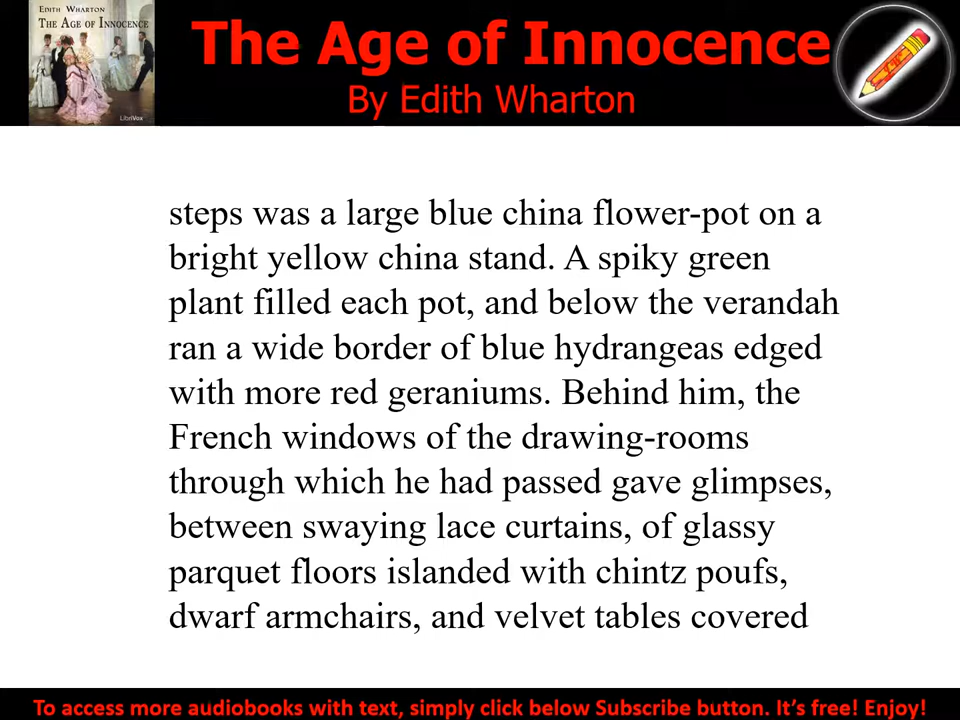 EDITH WHARTON
THE AGE OF INNOCENCE
LibriVox
The Age of Innocence
By Edith Wharton
steps was a large blue china flower-pot on a
bright yellow china stand. A spiky green
plant filled each pot, and below the verandah
ran a wide border of blue hydrangeas edged
with more red geraniums. Behind him, the
French windows of the drawing-rooms
through which he had passed gave glimpses,
between swaying lace curtains, of glassy
parquet floors islanded with chintz poufs,
dwarf armchairs, and velvet tables covered
To access more audiobooks with text, simply click below Subscribe button. It's free! Enjoy!